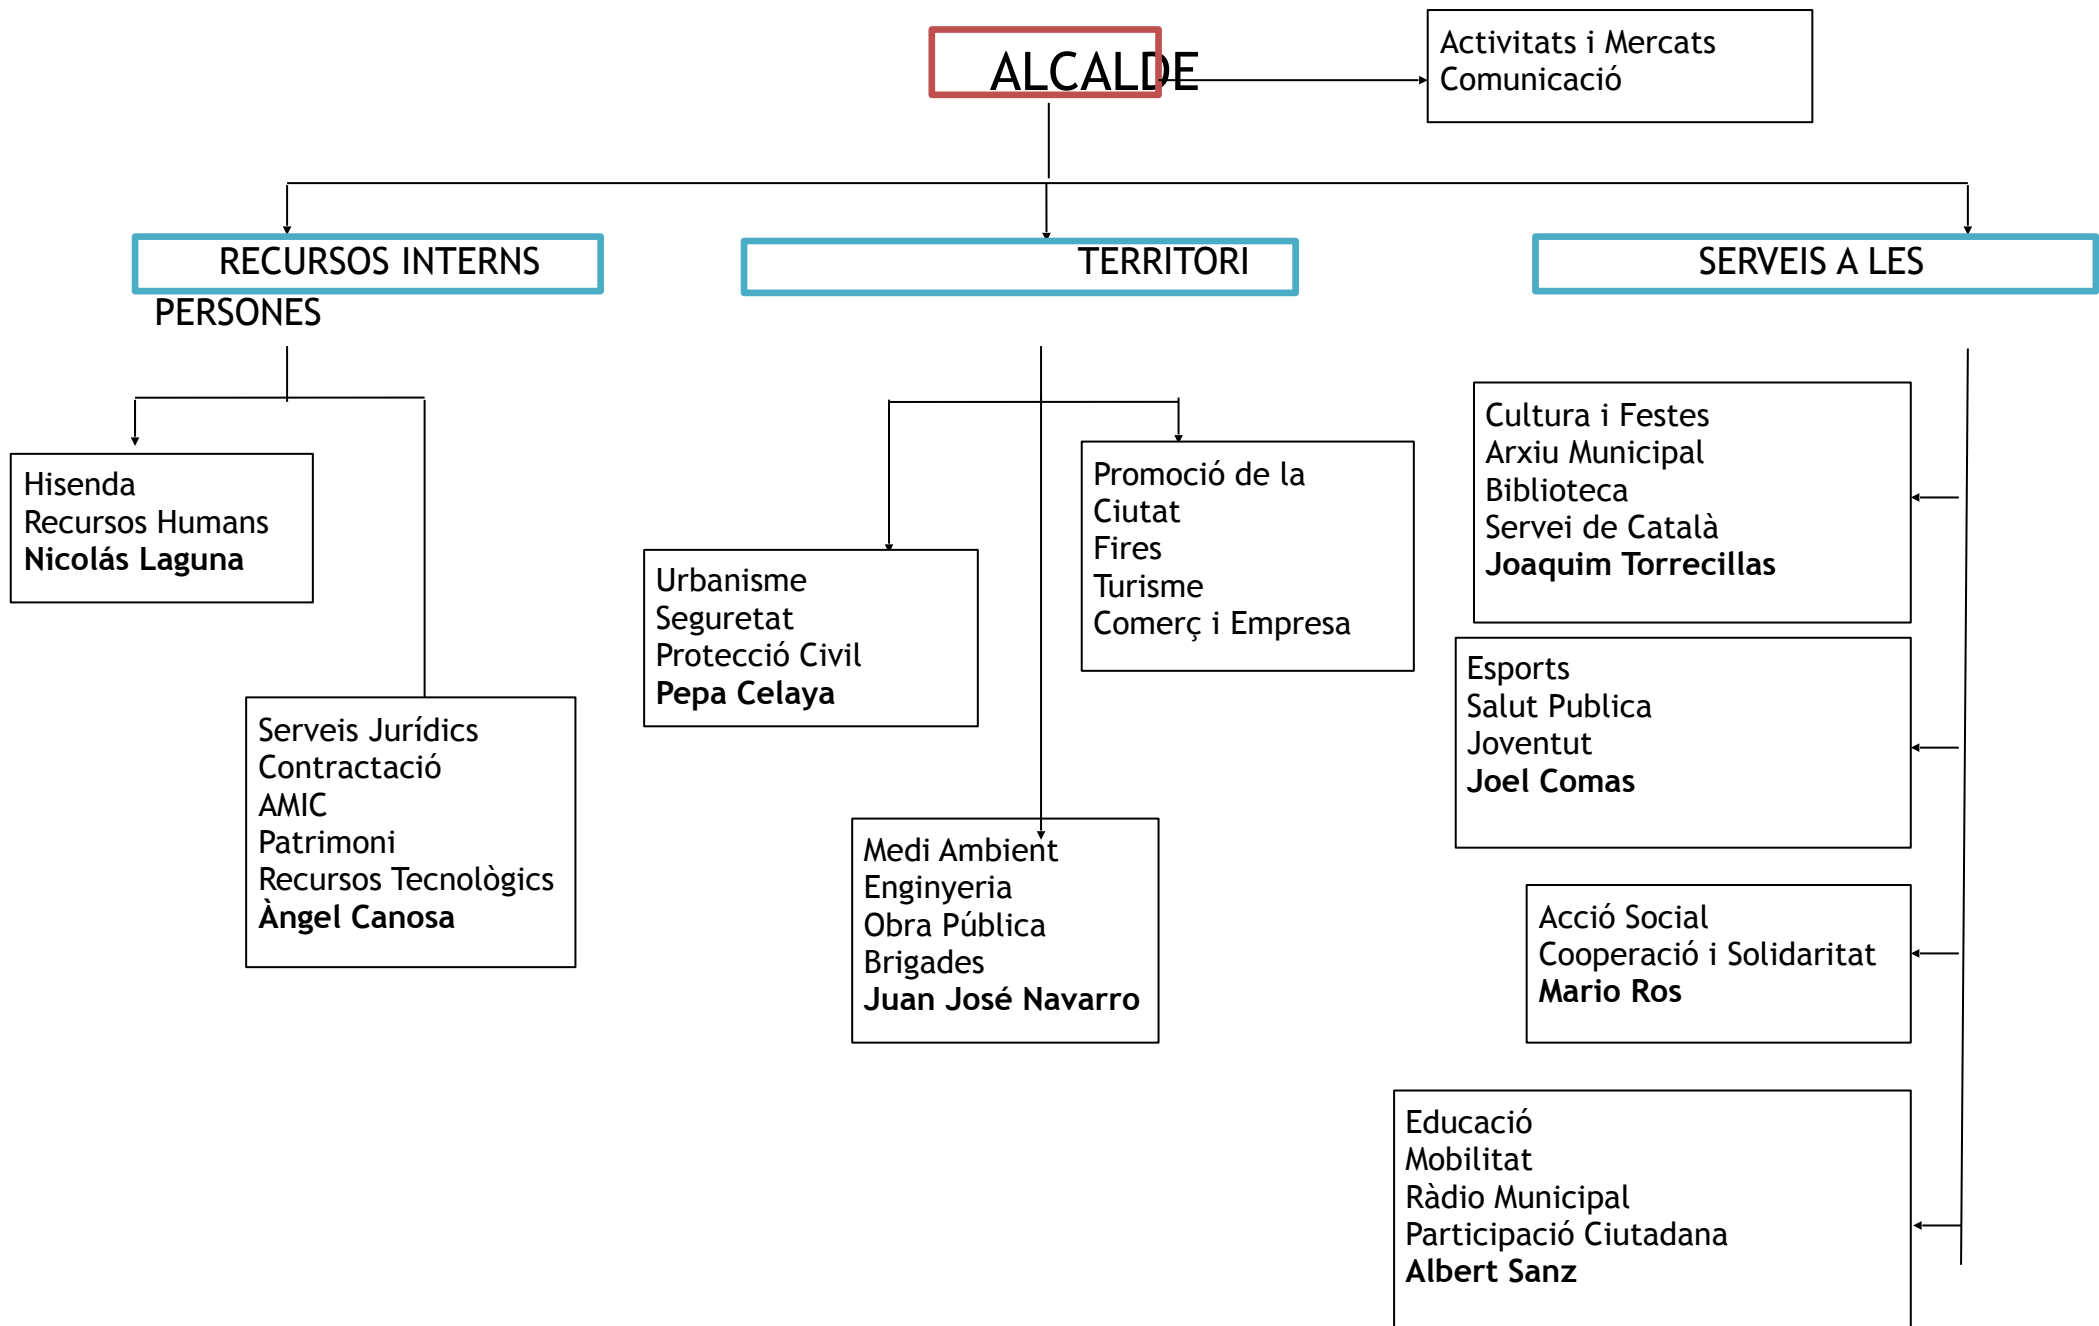 ALCALDE
Activitats i Mercats
Comunicació
RECURSOS INTERNS
TERRITORI
SERVEIS A LES
PERSONES
Hisenda
Recursos Humans
Nicolás Laguna
Serveis Jurídics
Contractació
AMIC
Patrimoni
Recursos Tecnològics
Àngel Canosa
Urbanisme
Seguretat
Protecció Civil
Pepa Celaya
Medi Ambient
Enginyeria
Obra Pública
Brigades
Juan José Navarro
Promoció de la
Ciutat
Fires
Turisme
Comerç i Empresa
Cultura i Festes
Arxiu Municipal
Biblioteca
Servei de Català
Joaquim Torrecillas
Esports
Salut Publica
Joventut
Joel Comas
Acció Social
Cooperació i Solidaritat
Mario Ros
Educació
Mobilitat
Ràdio Municipal
Participació Ciutadana
Albert Sanz